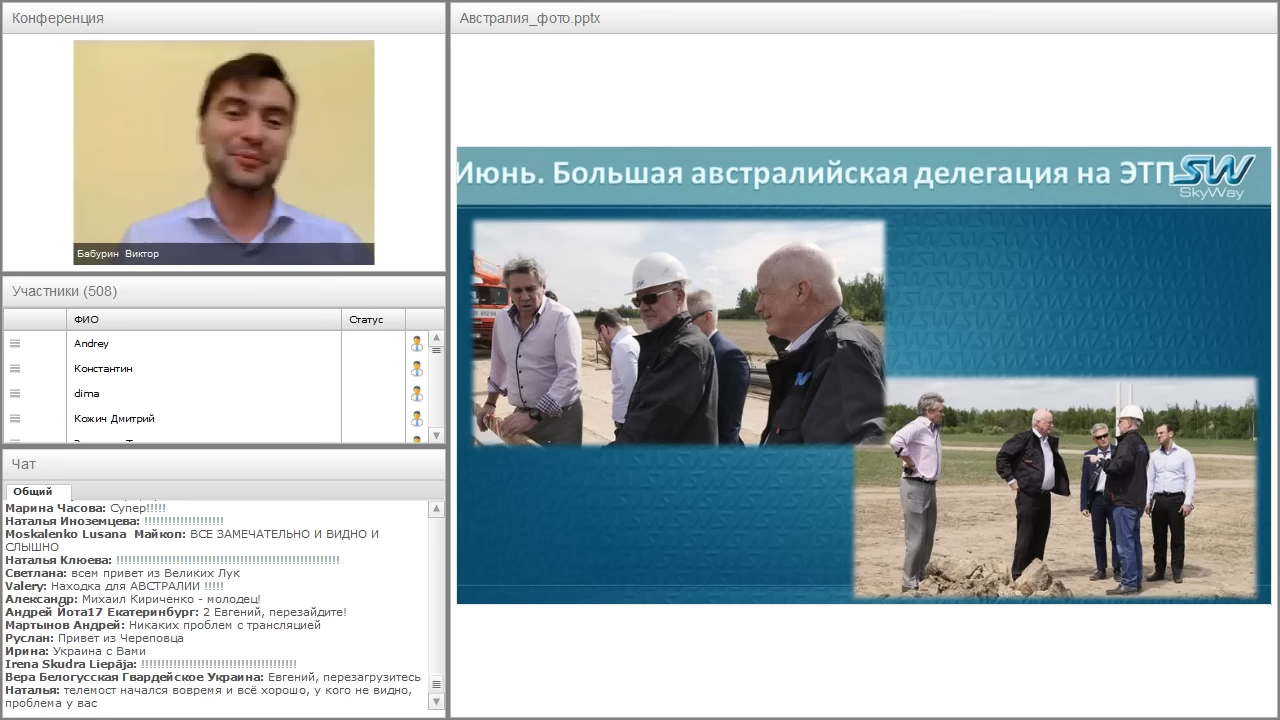 Конференция
Бабурин Виктор
Участники (508)
ФИО
Статус
Andrey
Константин
dima
Кожич Дмитрий
Чат
Общий
Марина Часова: Супер!!!!!
Наталья Иноземцева: !!!!!!!!!!!!!!!!!!!!
Moskalenko Lusana Майкоп: ВСЕ ЗАМЕЧАТЕЛЬНО И ВИДНО И
СЛЫШНО
Наталья Клюева: !!!!!!!!!!!!!!!!!!!!!!!!!!!!!!!!!!!!!!!!!!!!!!!!!!!!!!!!
Светлана: всем привет из Великих Лук
Valery: Находка для АВСТРАЛИИ !!!!!
Александр: Михаил Кириченко - молодец!
Андрей Йота17 Екатеринбург: 2 Евгений, перезайдите!
Мартынов Андрей: Никаких проблем с трансляцией
Руслан: Привет из Череповца
Ирина: Украина с Вами
Irena Skudra Liepāja: !!!!!!!!!!!!!!!!!!!!!!!!!!!!!!!!!!!!!!!
Вера Белогусская Гвардейское Украина: Евгений, перезагрузитесь
Наталья: телемост начался вовремя и всё хорошо, у кого не видно,
проблема у вас
Австралия_фото.pptx
Июнь. Большая австралийская делегация на ЭТП
SW
SkyWay